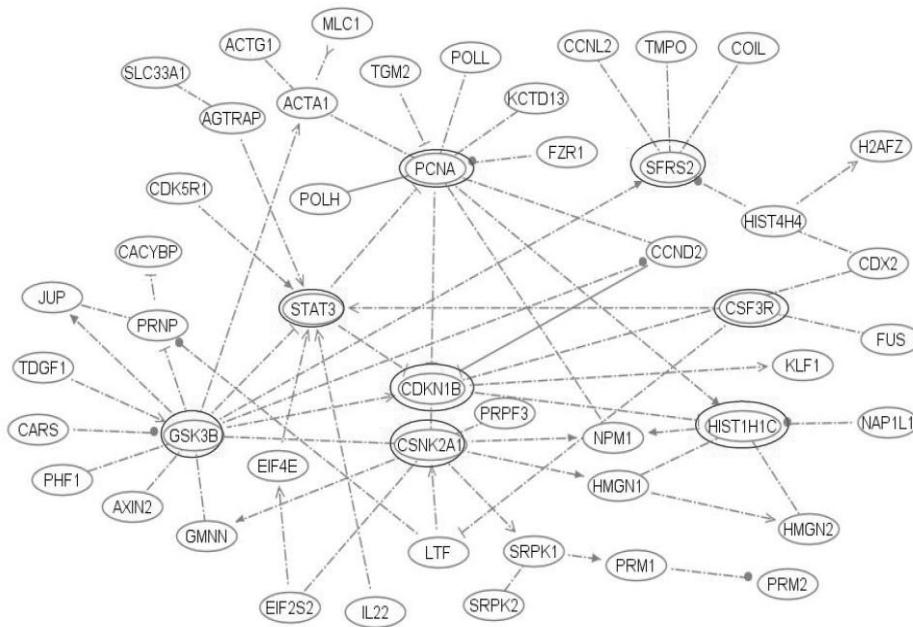 MLC1
ACTG1
CCNL2
TMPO
COIL
POLL
TGM2
SLC33A1
KCTD13
ACTA1
AGTRAP
H2AFZ
FZR1
PCNA
SFRS2
CDK5R1
POLH
HIST4H4
CACYBP
CCND2
CDX2
JUP
STAT3
CSF3R
PRNP
FUS
TDGF1
CDKN1B
KLF1
PRPF3
CARS
GSK3B
CSNK2A1
NPM1
HIST1H1C
NAP1L1
EIF4E
PHF1
HMGN1
AXIN2
GMNN
HMGN2
LTF
SRPK1
PRM1
PRM2
EIF2S2
IL22
SRPK2